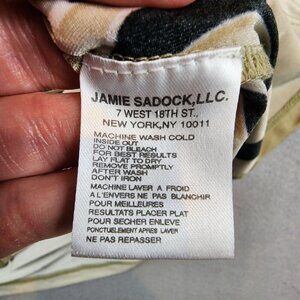 JAMIE SADOCK,LLC.
7 WEST 18TH ST.,
NEW YORK,NY 10011
MACHINE WASH COLD
INSIDE OUT
DO NOT BLEACH
FOR BEST RESULTS
LAY FLAT TO DRY
REMOVE PROMPTLY
AFTER WASH
DON'T IRON
MACHINE LAVER A FROID
A L'ENVERS NE PAS BLANCHIR
POUR MEILLEURES
RESULTATS PLACER PLAT
POUR SECHER ENLEVE
PONCTUELEMENT APRES LAVER
NE PAS REPASSER